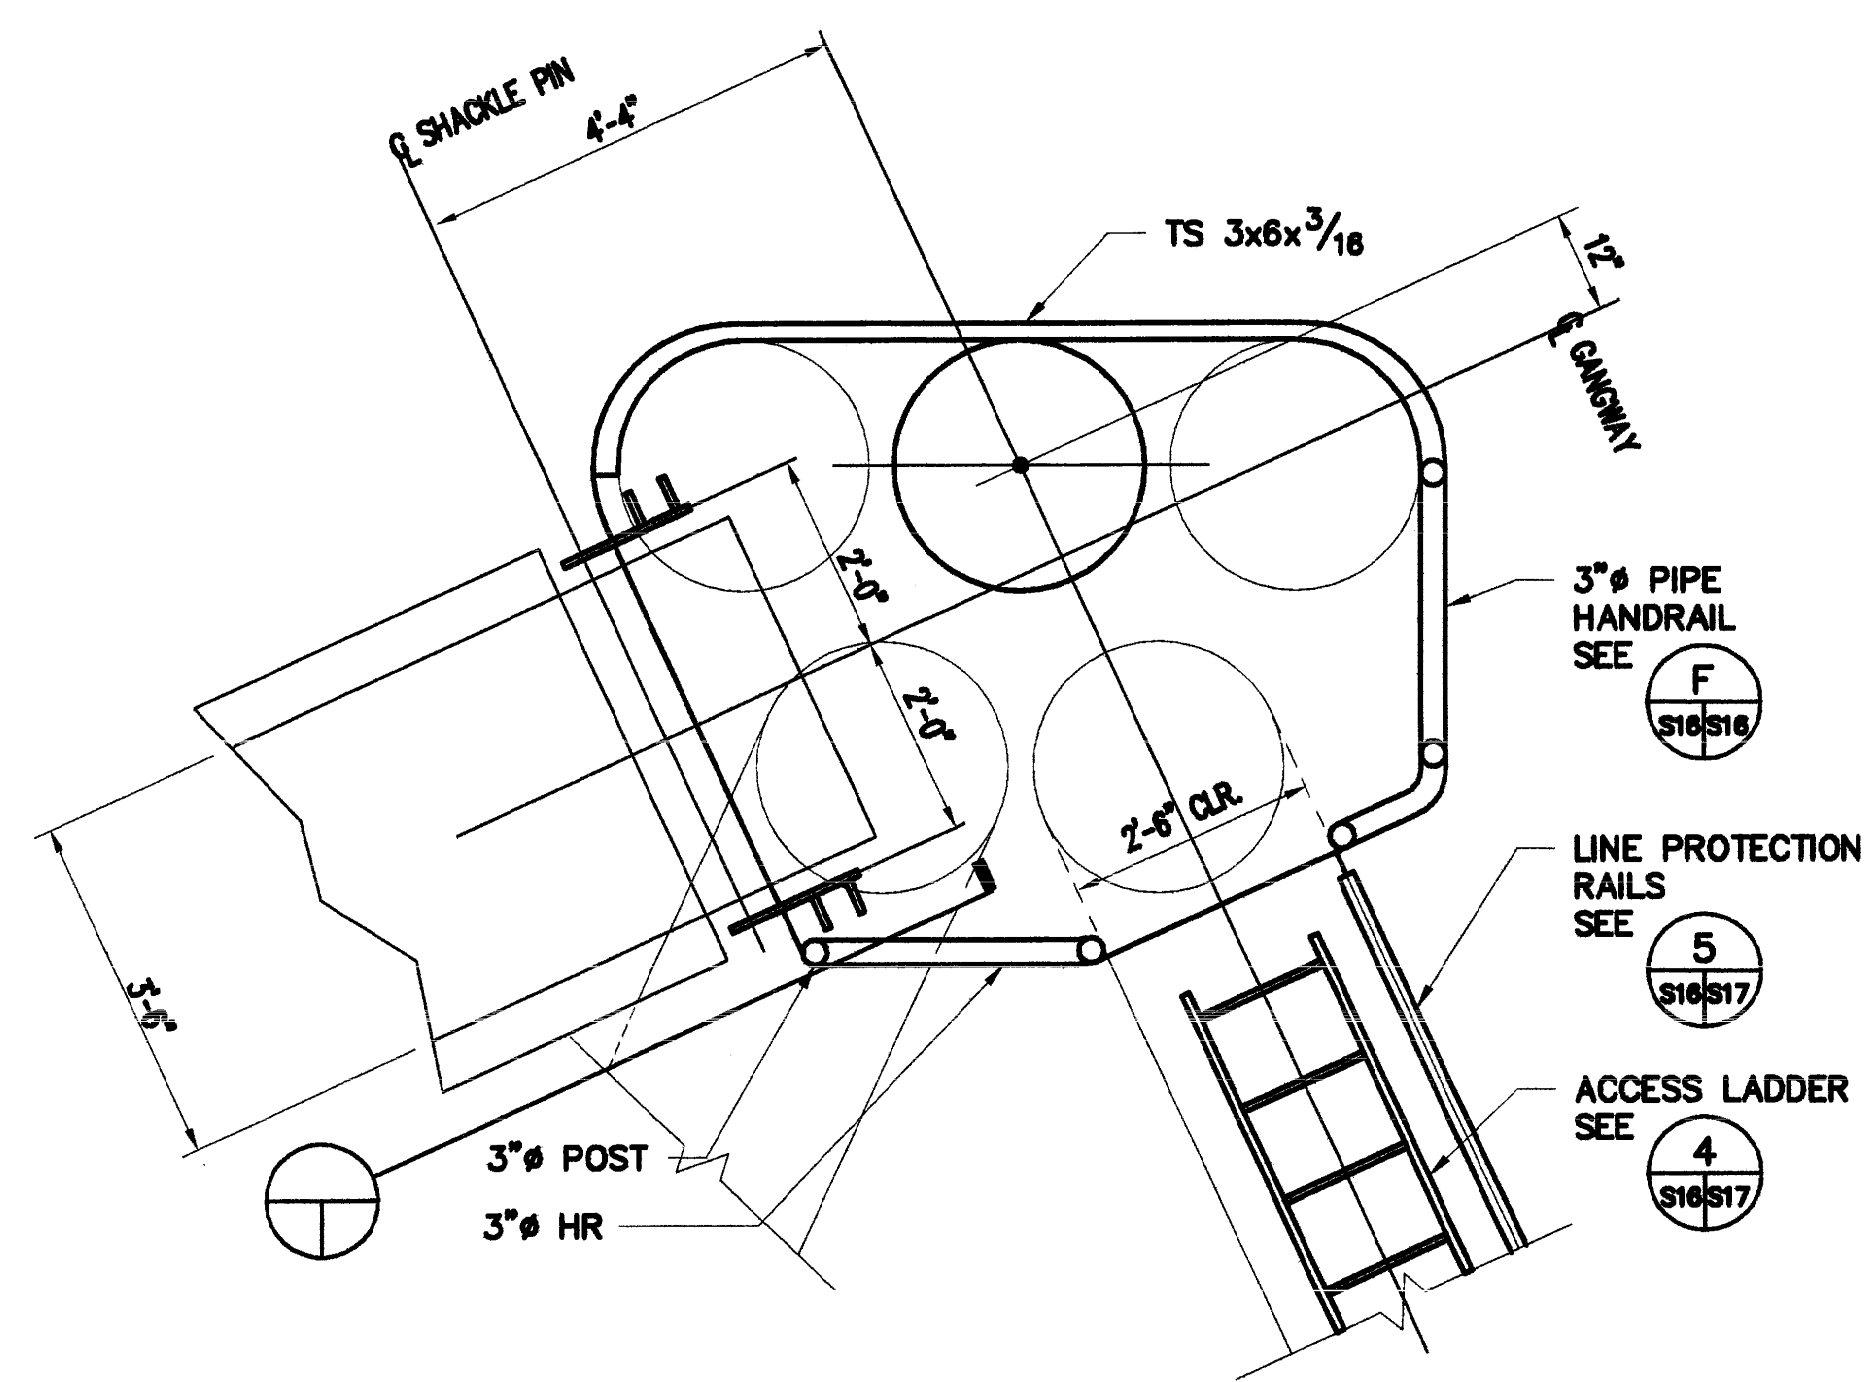 ℄ SHACKLE PIN
4'-4"
TS 3x6x 3/16
12"
℄ GANGWAY
2'-0"
2'-0"
3"ø PIPE
HANDRAIL
SEE
F
S16 S16
2'-6" CLR.
LINE PROTECTION
RAILS
SEE
5
S16 S17
3'-6"
ACCESS LADDER
SEE
4
S16 S17
3"ø POST
3"ø HR